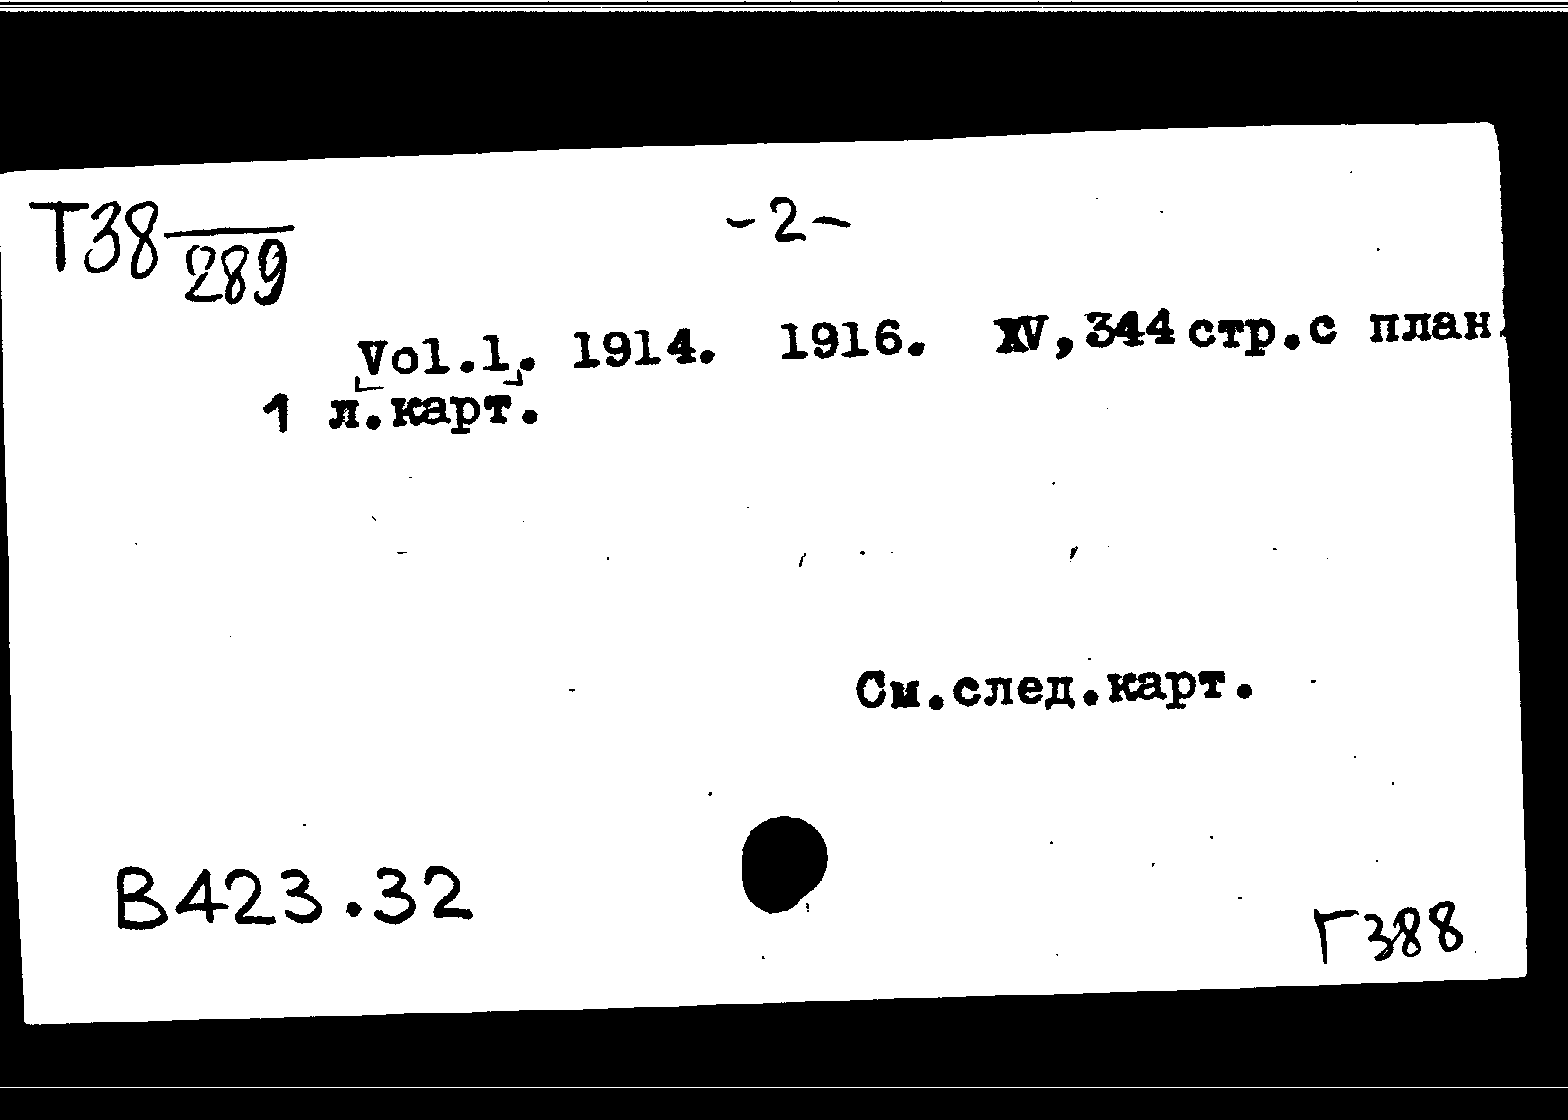 Т38 -2-
289
Vol.1. 1914. 1916. XV,344 стр.с план.
1 л.карт.
См.след.карт.
В423.32
Г388